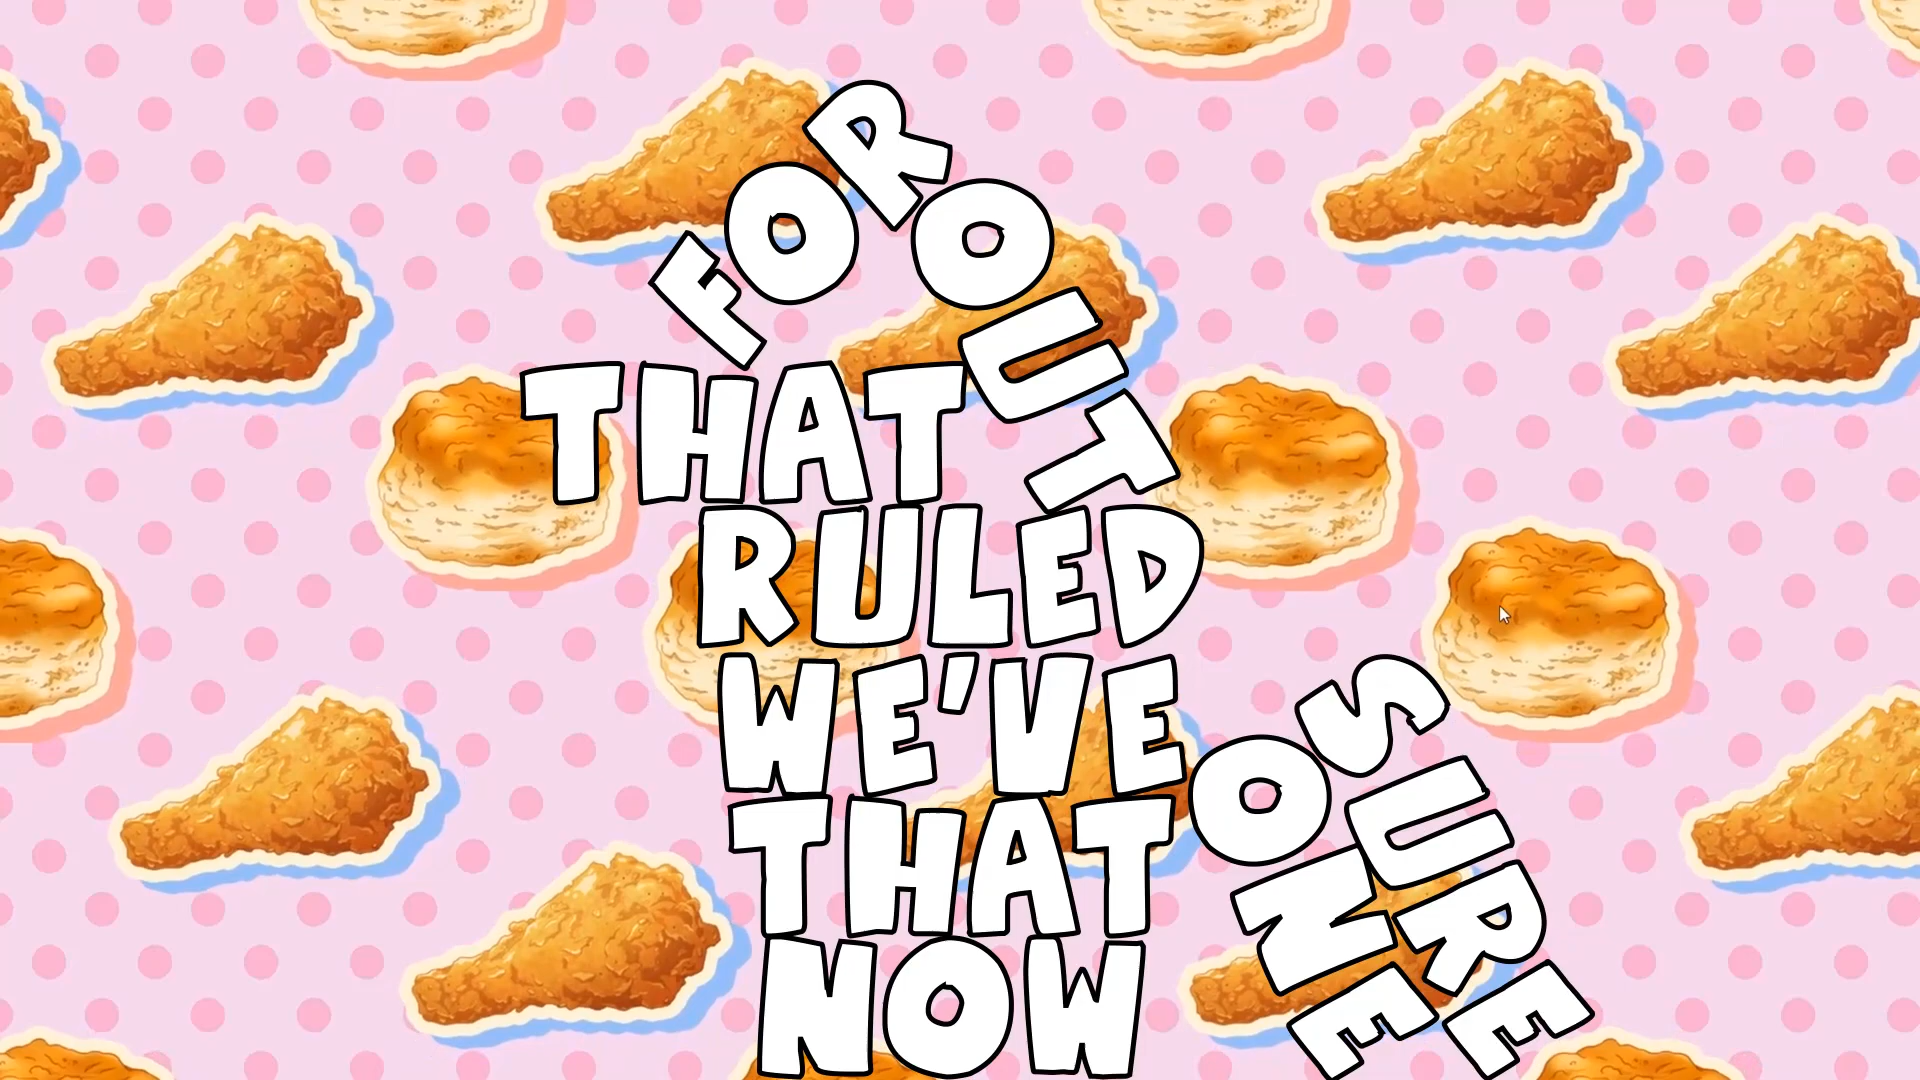 FOR
OUT
THAT
RULED
WE'VE
THAT
ONE
SURE
NOW